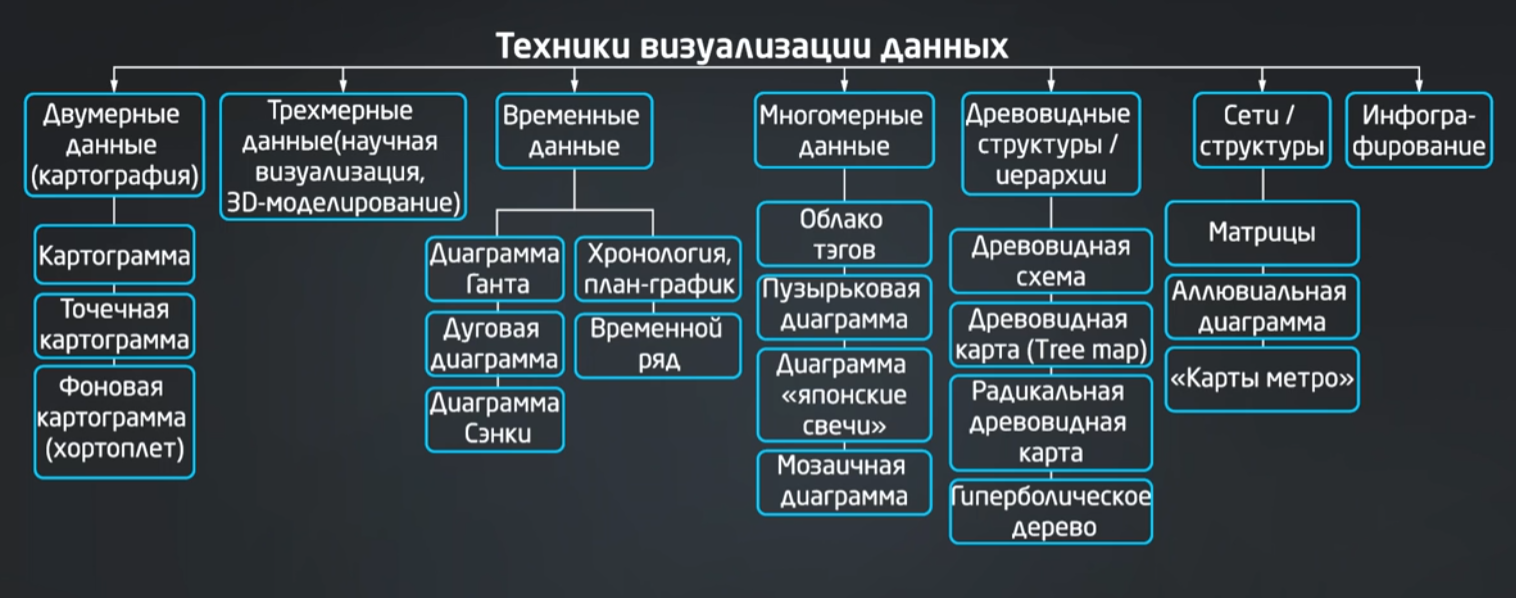 Техники визуализации данных
Двумерные
данные
(картография)
Картограмма
Точечная
картограмма
Фоновая
картограмма
(хортоплет)
Трехмерные
данные(научная
визуализация,
3D-моделирование)
Временные
данные
Диаграмма
Ганта
Дуговая
диаграмма
Диаграмма
Сэнки
Хронология,
план-график
Временной
ряд
Многомерные
данные
Облако
тэгов
Пузырьковая
диаграмма
Диаграмма
«японские
свечи»
Мозаичная
диаграмма
Древовидные
структуры /
иерархии
Древовидная
схема
Древовидная
карта (Tree map)
Радикальная
древовидная
карта
Гиперболическое
дерево
Сети /
структуры
Матрицы
Аллювиальная
диаграмма
«Карты метро»
Инфогра-
фирование